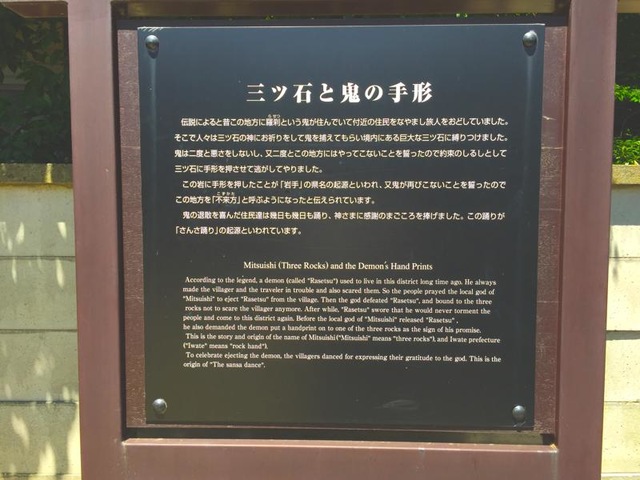 三ツ石と鬼の手形
伝説によると昔この地方に羅刹という鬼が住んでいて付近の住民をなやまし旅人をおどしていました。
そこで人々は三ツ石の神にお祈りをして鬼を捕えてもらい境内にある巨大な三ツ石に縛りつけました。
鬼は二度と悪さをしないし、又二度とこの地方にはやってこないことを誓ったので約束のしるしとして
三ツ石に手形を押させて逃がしてやりました。
この岩に手形を押したことが「岩手」の県名の起源といわれ、又鬼が再びこないことを誓ったので
この地方を「不来方」と呼ぶようになったと伝えられています。
鬼の退散を喜んだ住民達は幾日も幾日も踊り、神さまに感謝のまごころを捧げました。この踊りが
「さんさ踊り」の起源といわれています。
Mitsuishi (Three Rocks) and the Demon's Hand Prints
According to the legend, a demon (called "Rasetsu") used to live in this district long time ago. He always
made the villager and the traveler in trouble and also scared them. So the people prayed the local god of
"Mitsuishi" to eject "Rasetsu" from the village. Then the god defeated "Rasetsu", and bound to the three
rocks not to scare the villager anymore. After while, "Rasetsu" swore that he would never torment the
people and come to this district again. Before the local god of "Mitsuishi" released "Rasetsu" ,
he also demanded the demon put a handprint on to one of the three rocks as the sign of his promise.
This is the story and origin of the name of Mitsuishi("Mitsuishi" means "three rocks"), and Iwate prefecture
("Iwate" means "rock hand").
To celebrate ejecting the demon, the villagers danced for expressing their gratitude to the god. This is the
origin of "The sansa dance".